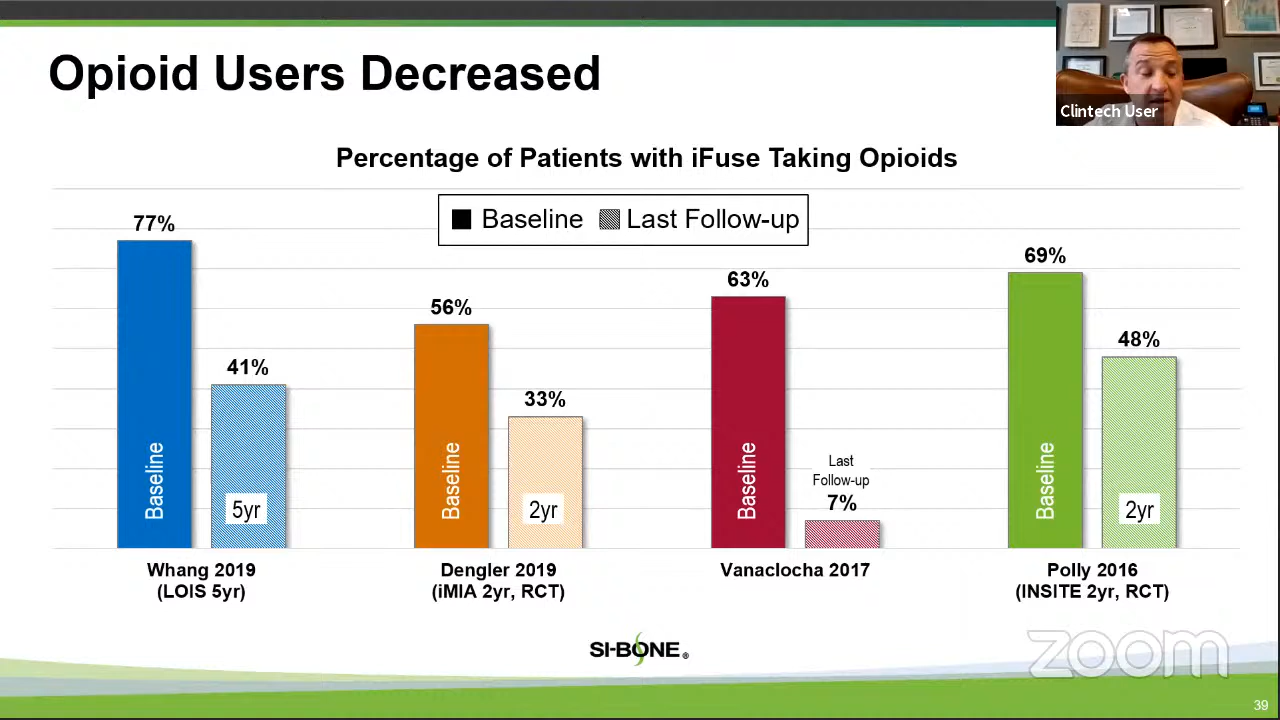 Opioid Users Decreased
Clintech User
Percentage of Patients with iFuse Taking Opioids
Baseline Last Follow-up
77%
41%
Baseline
5yr
56%
33%
Baseline
2yr
63%
Last
Follow-up
7%
Baseline
69%
48%
Baseline
2yr
Whang 2019
(LOIS 5yr)
Dengler 2019
(iMIA 2yr, RCT)
Vanaclocha 2017
Polly 2016
(INSITE 2yr, RCT)
SI-BONE®
zoom
39